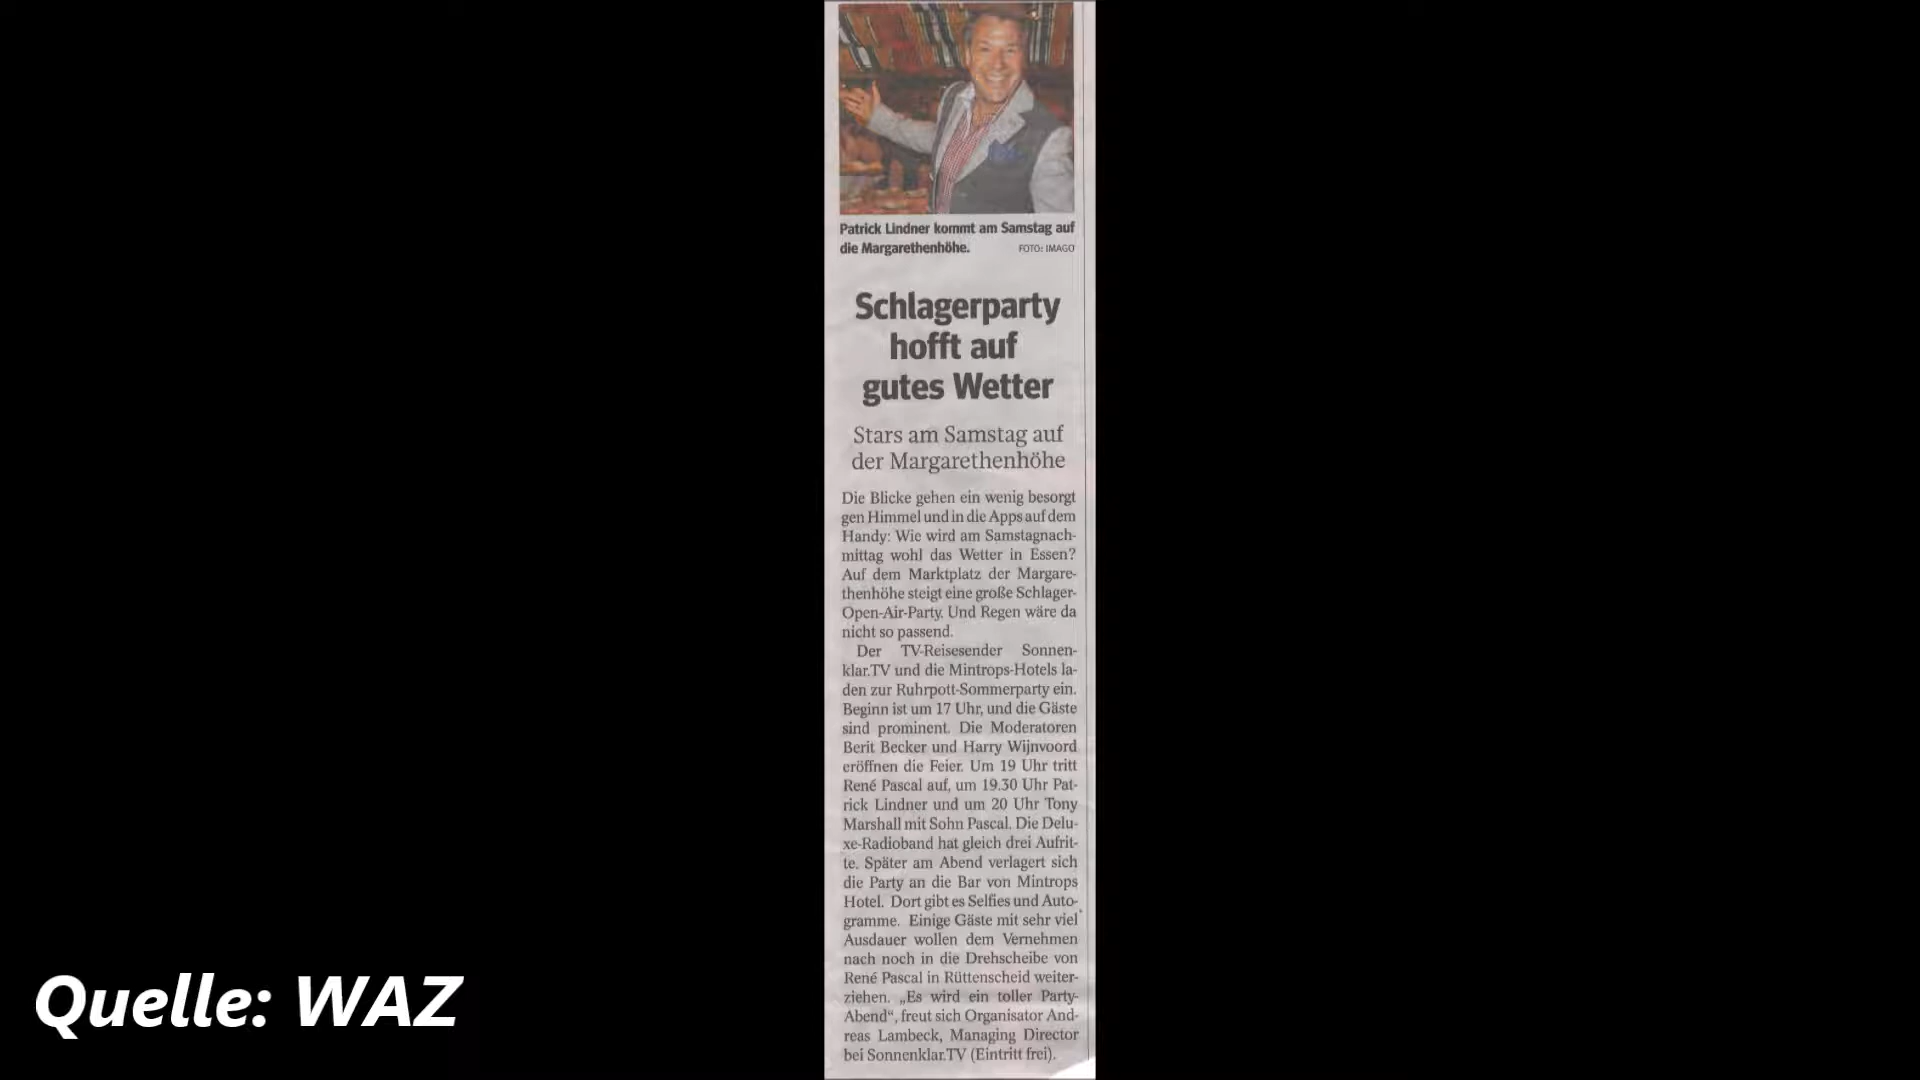 Patrick Lindner kommt am Samstag auf
die Margarethenhöhe. FOTO: IMAGO
Schlagerparty
hofft auf
gutes Wetter
Stars am Samstag auf
der Margarethenhöhe
Die Blicke gehen ein wenig besorgt
gen Himmel und in die Apps auf dem
Handy: Wie wird am Samstagnach-
mittag wohl das Wetter in Essen?
Auf dem Marktplatz der Margare-
thenhöhe steigt eine große Schlager-
Open-Air-Party. Und Regen wäre da
nicht so passend.
Der TV-Reisesender Sonnen-
klar.TV und die Mintrops-Hotels la-
den zur Ruhrpott-Sommerparty ein.
Beginn ist um 17 Uhr, und die Gäste
sind prominent. Die Moderatoren
Berit Becker und Harry Wijnvoord
eröffnen die Feier. Um 19 Uhr tritt
René Pascal auf, um 19.30 Uhr Pat-
rick Lindner und um 20 Uhr Tony
Marshall mit Sohn Pascal. Die Delu-
xe-Radioband hat gleich drei Aufrit-
te. Später am Abend verlagert sich
die Party an die Bar von Mintrops
Hotel. Dort gibt es Selfies und Auto-
gramme. Einige Gäste mit sehr viel
Ausdauer wollen dem Vernehmen
nach noch in die Drehscheibe von
René Pascal in Rüttenscheid weiter-
ziehen. „Es wird ein toller Party-
Abend“, freut sich Organisator And-
reas Lambeck, Managing Director
bei Sonnenklar.TV (Eintritt frei).
Quelle: WAZ